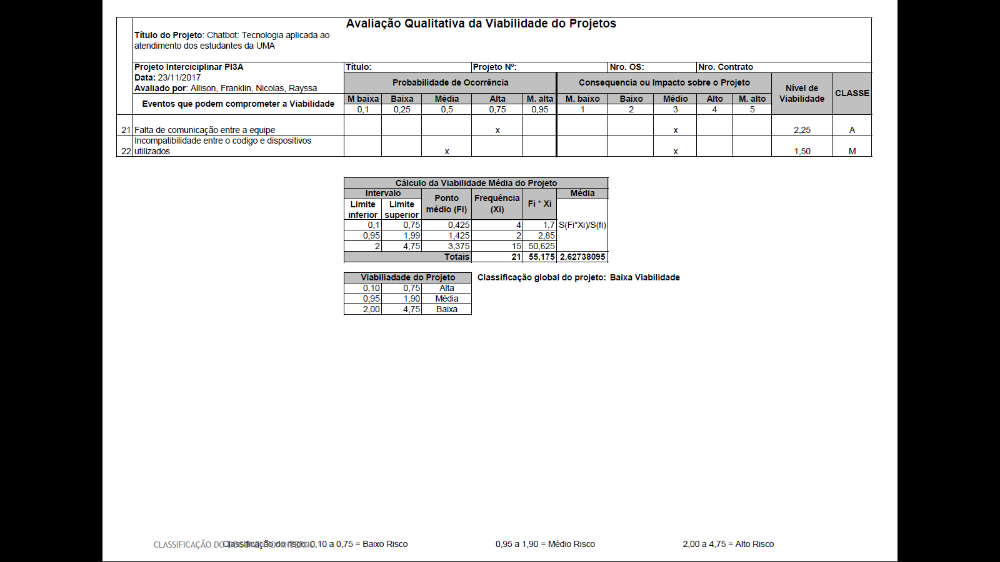 Avaliação Qualitativa da Viabilidade do Projetos
Título do Projeto: Chatbot: Tecnologia aplicada ao
atendimento dos estudantes da UMA
Projeto Interciciplinar PI3A
Título: Projeto Nº: Nro. OS: Nro. Contrato
Data: 23/11/2017
Avaliado por: Allison, Franklin, Nicolas, Rayssa
Probabilidade de Ocorrência Consequencia ou Impacto sobre o Projeto Nível de Viabilidade CLASSE
Eventos que podem comprometer a Viabilidade
M baixa Baixa Média Alta M. alta M. baixo Baixo Médio Alto M. alto
0,1 0,25 0,5 0,75 0,95 1 2 3 4 5
21 Falta de comunicação entre a equipe x x 2,25 A
Incompatibilidade entre o codigo e dispositivos
22 utilizados x x 1,50 M
Cálculo da Viabilidade Média do Projeto
Intervalo Ponto médio (Fi) Frequência (Xi) Fi * Xi Média
Limite inferior Limite superior
0,1 0,75 0,425 4 1,7 S(Fi*Xi)/S(fi)
0,95 1,99 1,425 2 2,85
2 4,75 3,375 15 50,625
Totais 21 55,175 2,62738095
Viabiliadade do Projeto Classificação global do projeto: Baixa Viabilidade
0,10 0,75 Alta
0,95 1,90 Média
2,00 4,75 Baixa
CLASSIFICAÇÃO DO DOCUMENTO: INTERNO
Classificação do risco: 0,10 a 0,75 = Baixo Risco 0,95 a 1,90 = Médio Risco 2,00 a 4,75 = Alto Risco